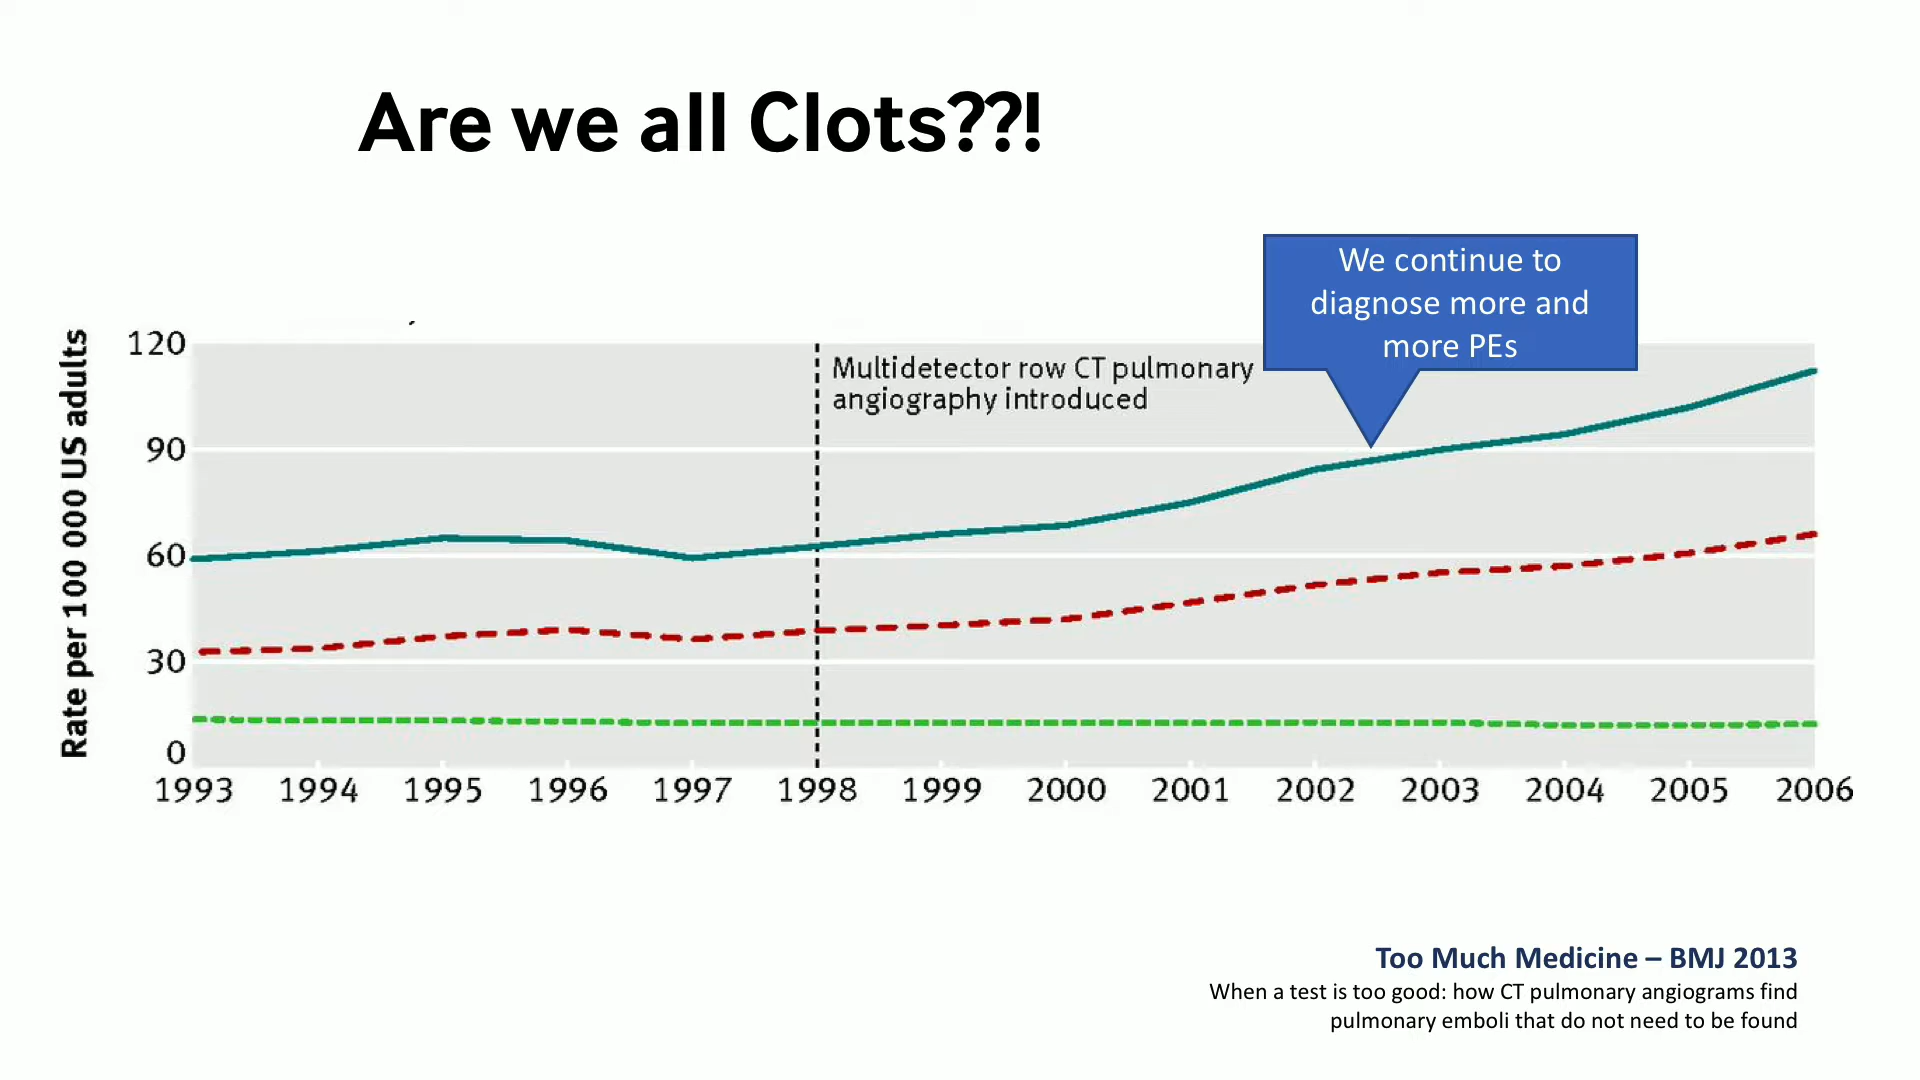 Are we all Clots??!
We continue to
diagnose more and
more PEs
Rate per 100 000 US adults
120
90
60
30
0
Multidetector row CT pulmonary
angiography introduced
1993 1994 1995 1996 1997 1998 1999 2000 2001 2002 2003 2004 2005 2006
Too Much Medicine – BMJ 2013
When a test is too good: how CT pulmonary angiograms find
pulmonary emboli that do not need to be found